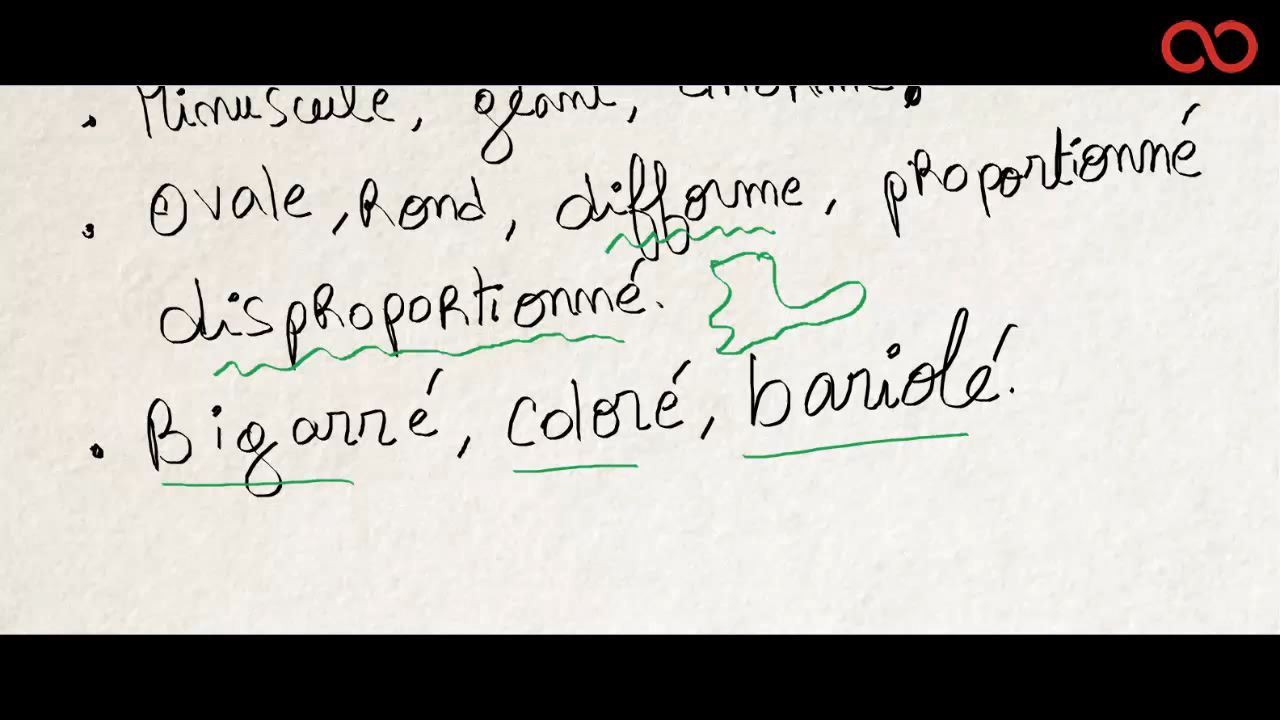 . Minuscule, géant,
. Ovale, Rond, difforme, proportionné
disproportionné.
. Bigarré, coloré, bariolé.